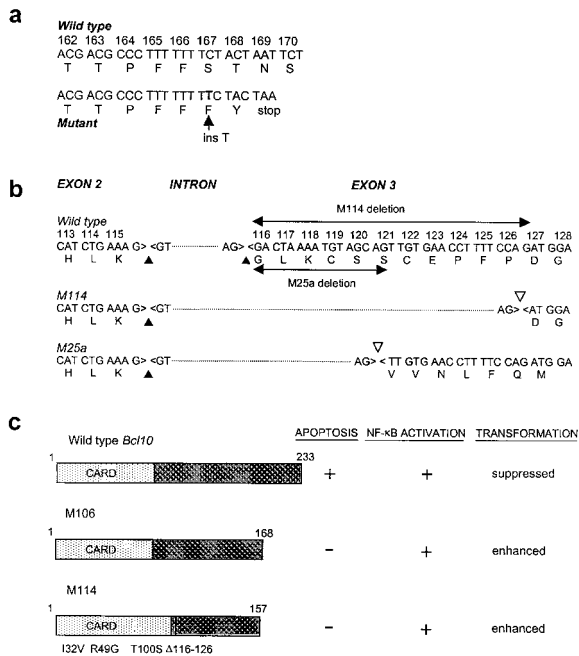 a
Wild type
162 163 164 165 166 167 168 169 170
ACG ACG CCC TTT TTT TCT ACT AAT TCT
T T P F F S T N S
ACG ACG CCC TTT TTT TTC TAC TAA
T T P F F F Y stop
Mutant
ins T
b
EXON 2 INTRON EXON 3
M114 deletion
Wild type
113 114 115 116 117 118 119 120 121 122 123 124 125 126 127 128
CAT CTG AAA G> <GT AG> <GA CTA AAA TGT AGC AGT TGT GAA CCT TTT CCA GAT GGA
H L K G L K C S S C E P F P D G
M25a deletion
M114
CAT CTG AAA G> <GT AG> <AT GGA
H L K D G
M25a
CAT CTG AAA G> <GT AG> <TT GTG AAC CTT TTC CAG ATG GA
H L K V V N L F Q M
c
APOPTOSIS NF-κB ACTIVATION TRANSFORMATION
Wild type Bcl10
1 233
CARD + + suppressed
M106
1 168
CARD – + enhanced
M114
1 157
CARD – + enhanced
I32V R49G T100S Δ116-126